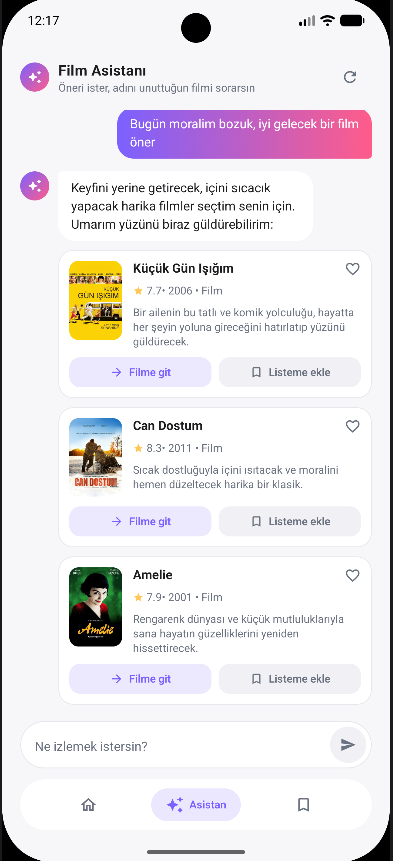 12:17
Film Asistanı
Öneri ister, adını unuttuğun filmi sorarsın
Bugün moralim bozuk, iyi gelecek bir film
öner
Keyfini yerine getirecek, içini sıcacık
yapacak harika filmler seçtim senin için.
Umarım yüzünü biraz güldürebilirim:
KÜÇÜK
GÜN IŞIĞIM
Küçük Gün Işığım
7.7• 2006 • Film
Bir ailenin bu tatlı ve komik yolculuğu, hayatta
her şeyin yoluna gireceğini hatırlatıp yüzünü
güldürecek.
Filme git
Listeme ekle
CAN DOSTUM
Can Dostum
8.3• 2011 • Film
Sıcak dostluğuyla içini ısıtacak ve moralini
hemen düzeltecek harika bir klasik.
Filme git
Listeme ekle
Amélie
Amelie
7.9• 2001 • Film
Rengarenk dünyası ve küçük mutluluklarıyla
sana hayatın güzelliklerini yeniden
hissettirecek.
Filme git
Listeme ekle
Ne izlemek istersin?
Asistan